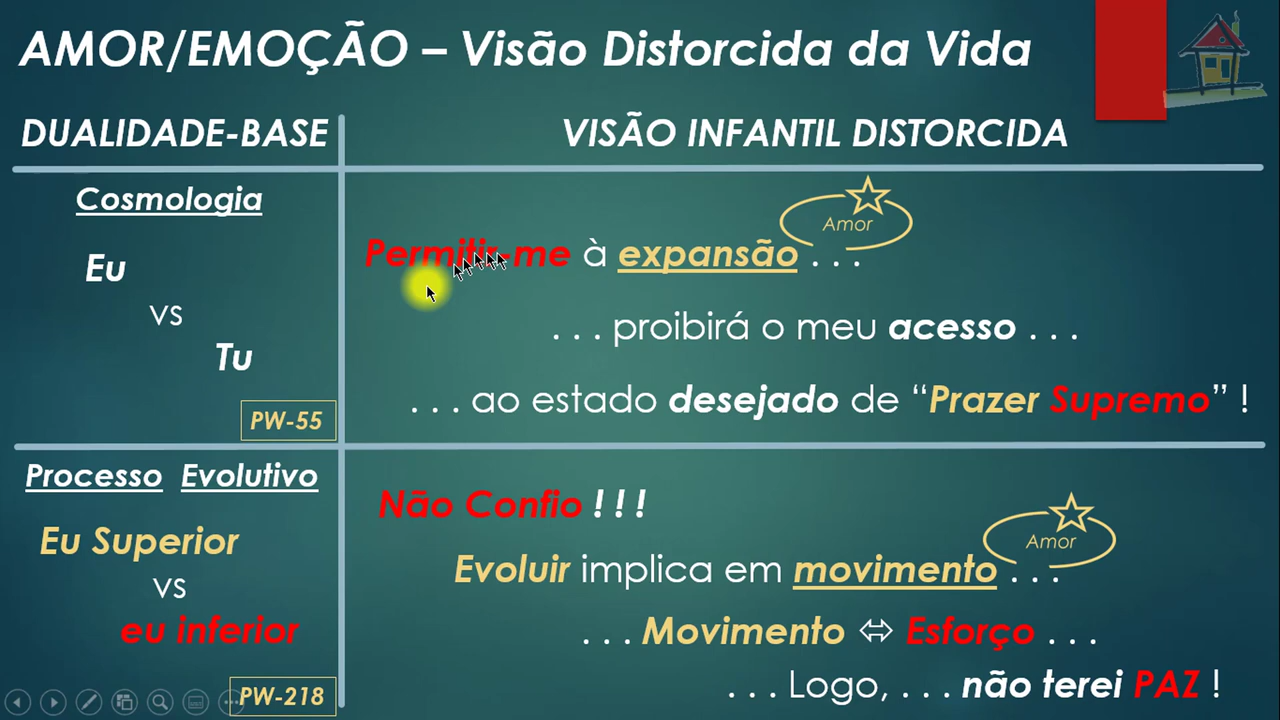 AMOR/EMOÇÃO – Visão Distorcida da Vida
DUALIDADE-BASE
VISÃO INFANTIL DISTORCIDA
Cosmologia
Eu
vs
Tu
PW-55
Amor
Permitir-me à expansão . . .
. . . proibirá o meu acesso . . .
. . . ao estado desejado de “Prazer Supremo” !
Processo Evolutivo
Eu Superior
vs
eu inferior
PW-218
Não Confio ! ! !
Amor
Evoluir implica em movimento . . .
. . . Movimento ⇔ Esforço . . .
. . . Logo, . . . não terei PAZ !